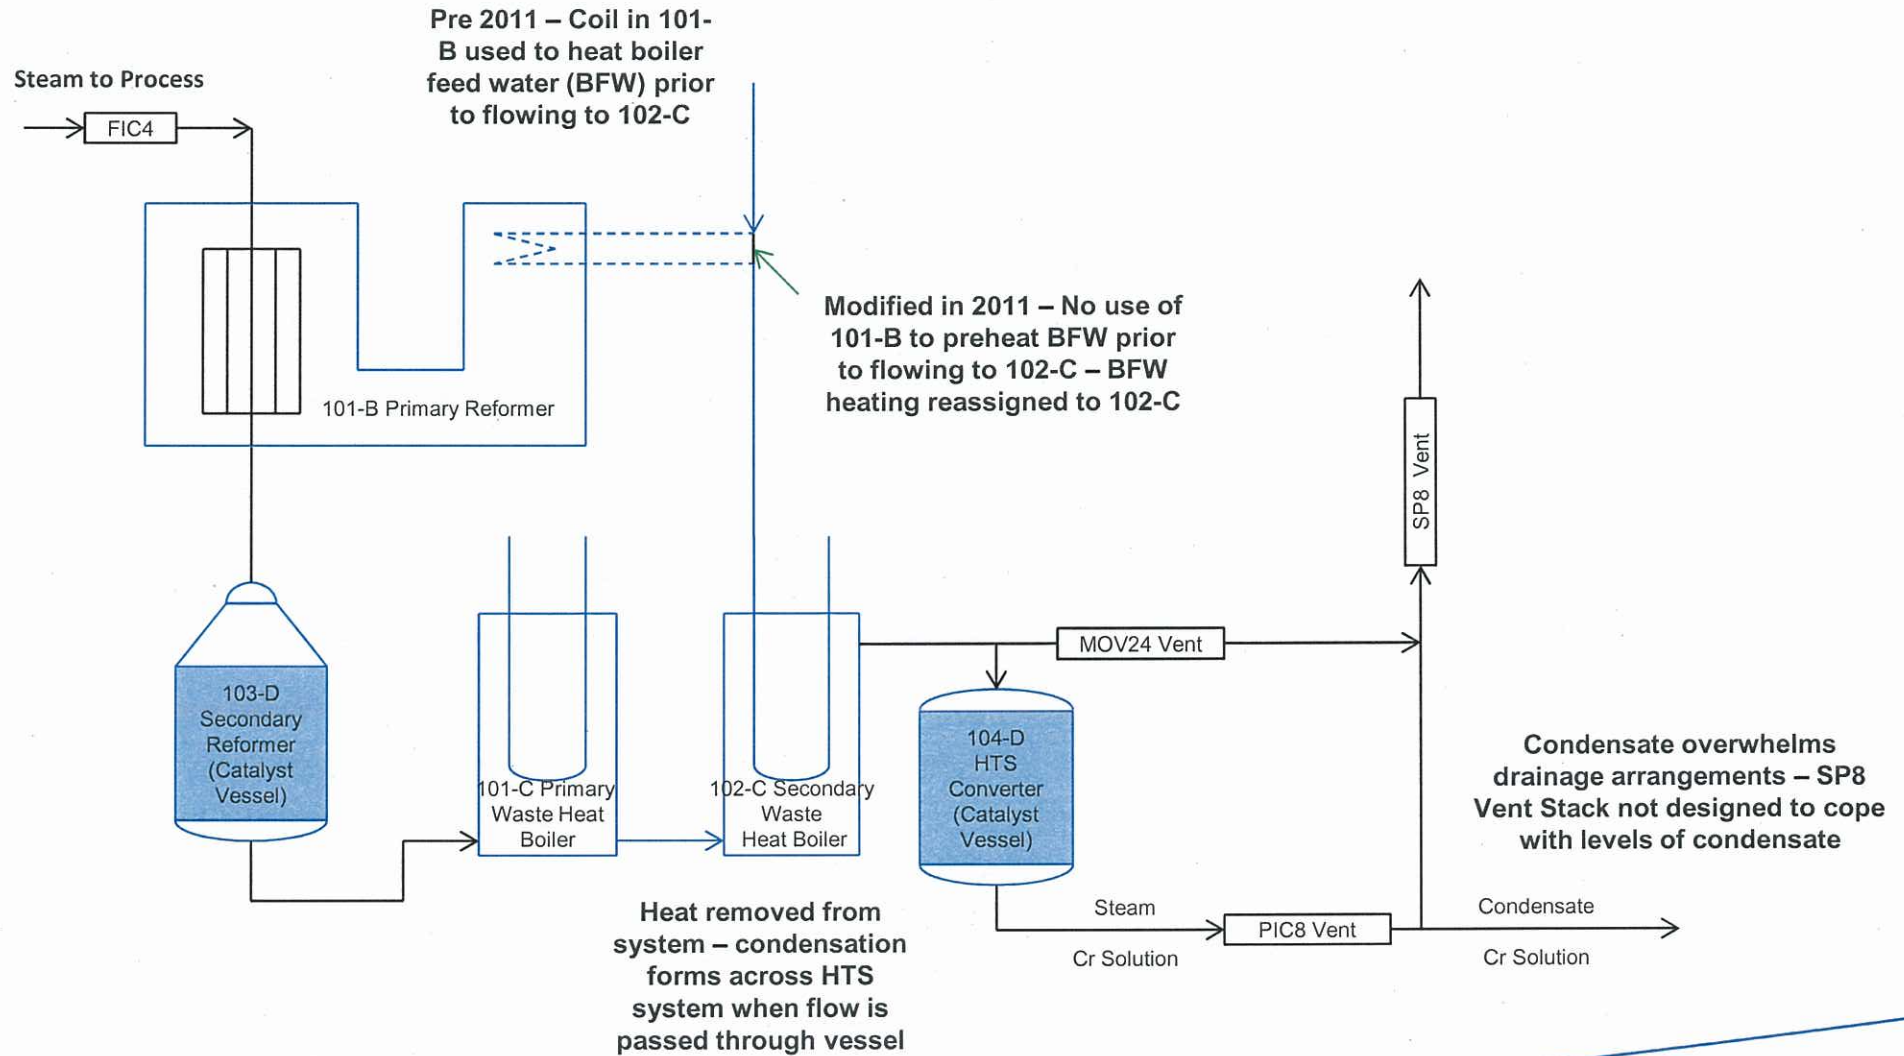 Pre 2011 – Coil in 101-
B used to heat boiler
feed water (BFW) prior
to flowing to 102-C
Steam to Process
FIC4
Modified in 2011 – No use of
101-B to preheat BFW prior
to flowing to 102-C – BFW
heating reassigned to 102-C
101-B Primary Reformer
SP8 Vent
MOV24 Vent
103-D
Secondary
Reformer
(Catalyst
Vessel)
101-C Primary
Waste Heat
Boiler
102-C Secondary
Waste
Heat Boiler
104-D
HTS
Converter
(Catalyst
Vessel)
Condensate overwhelms
drainage arrangements – SP8
Vent Stack not designed to cope
with levels of condensate
Heat removed from
system – condensation
forms across HTS
system when flow is
passed through vessel
Steam
Cr Solution
PIC8 Vent
Condensate
Cr Solution